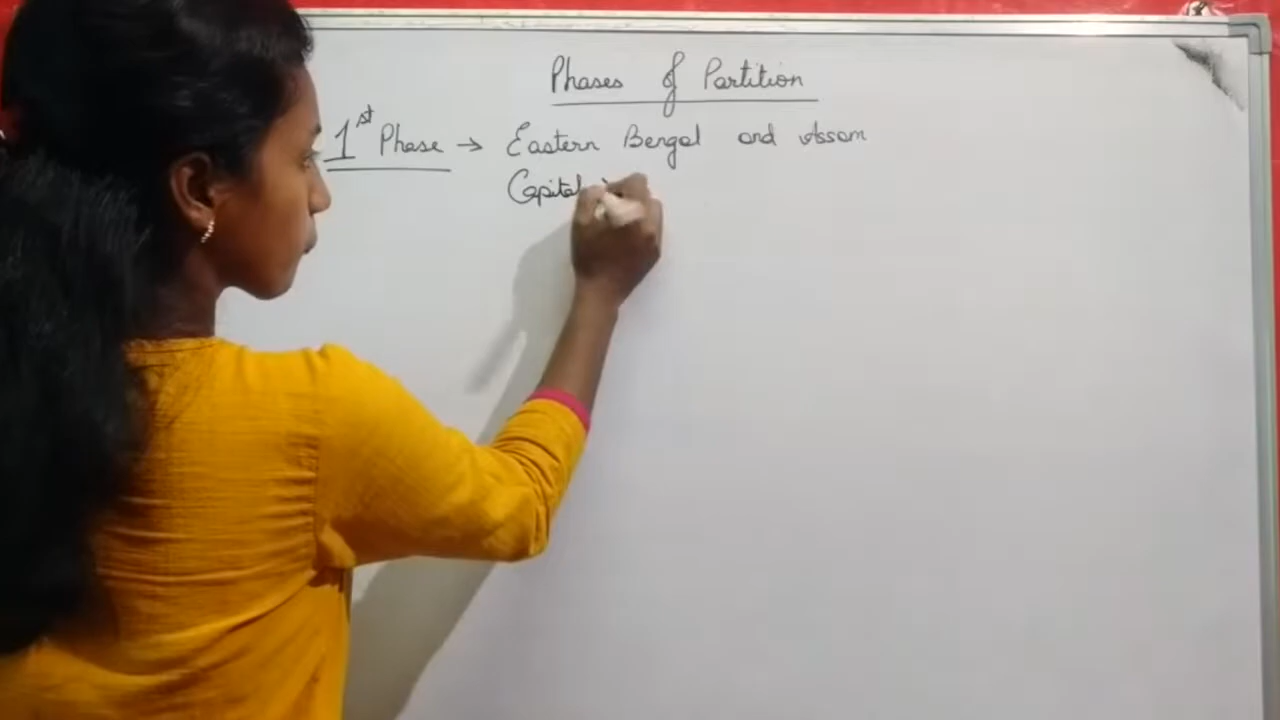 Phases of Partition
1st Phase → Eastern Bengal and Assam
Capital